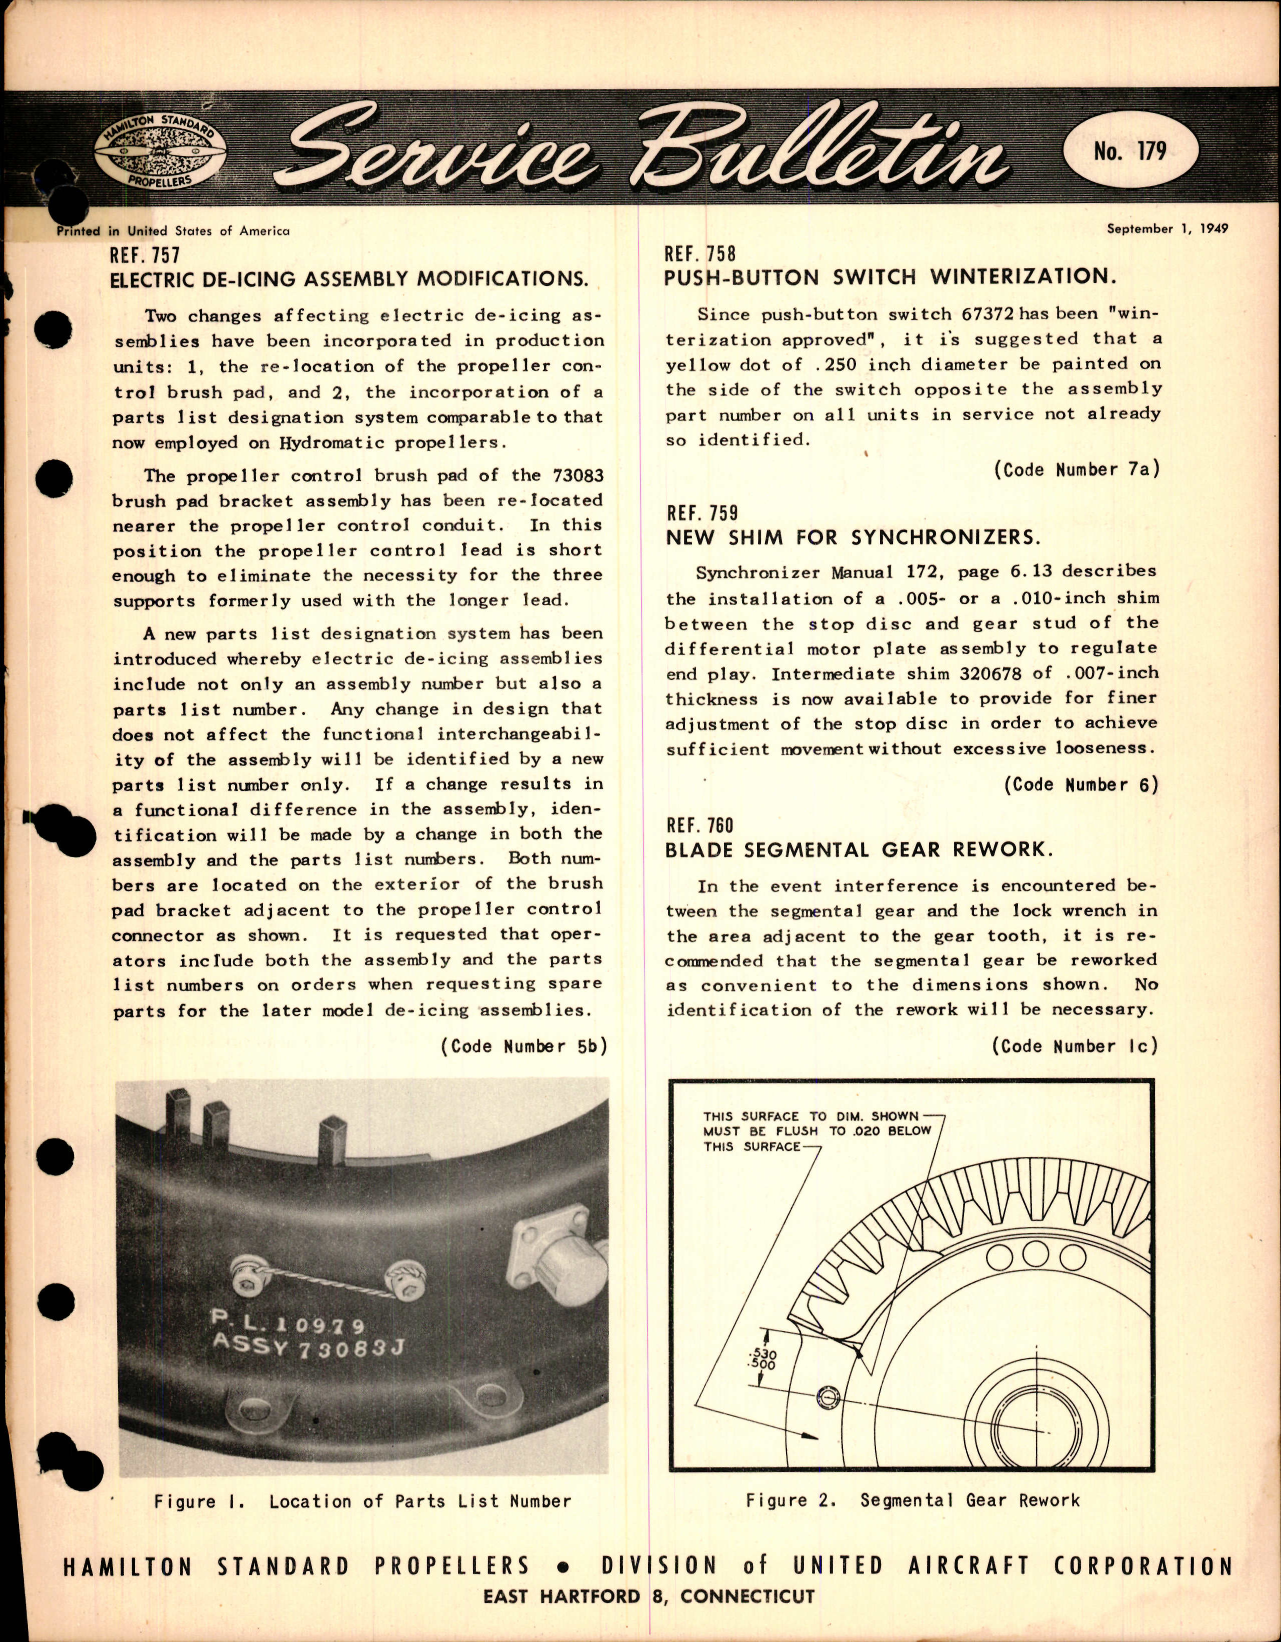 HAMILTON STANDARD
PROPELLERS
Service Bulletin
No. 179
Printed in United States of America
September 1, 1949
REF. 757
ELECTRIC DE-ICING ASSEMBLY MODIFICATIONS.
Two changes affecting electric de-icing as-
semblies have been incorporated in production
units: 1, the re-location of the propeller con-
trol brush pad, and 2, the incorporation of a
parts list designation system comparable to that
now employed on Hydromatic propellers.
The propeller control brush pad of the 73083
brush pad bracket assembly has been re-located
nearer the propeller control conduit. In this
position the propeller control lead is short
enough to eliminate the necessity for the three
supports formerly used with the longer lead.
A new parts list designation system has been
introduced whereby electric de-icing assemblies
include not only an assembly number but also a
parts list number. Any change in design that
does not affect the functional interchangeabil-
ity of the assembly will be identified by a new
parts list number only. If a change results in
a functional difference in the assembly, iden-
tification will be made by a change in both the
assembly and the parts list numbers. Both num-
bers are located on the exterior of the brush
pad bracket adjacent to the propeller control
connector as shown. It is requested that oper-
ators include both the assembly and the parts
list numbers on orders when requesting spare
parts for the later model de-icing assemblies.
(Code Number 5b)
P.L.10979
ASSY 73083J
Figure 1. Location of Parts List Number
REF. 758
PUSH-BUTTON SWITCH WINTERIZATION.
Since push-button switch 67372 has been "win-
terization approved", it is suggested that a
yellow dot of .250 inch diameter be painted on
the side of the switch opposite the assembly
part number on all units in service not already
so identified.
(Code Number 7a)
REF. 759
NEW SHIM FOR SYNCHRONIZERS.
Synchronizer Manual 172, page 6.13 describes
the installation of a .005- or a .010-inch shim
between the stop disc and gear stud of the
differential motor plate assembly to regulate
end play. Intermediate shim 320678 of .007-inch
thickness is now available to provide for finer
adjustment of the stop disc in order to achieve
sufficient movement without excessive looseness.
(Code Number 6)
REF. 760
BLADE SEGMENTAL GEAR REWORK.
In the event interference is encountered be-
tween the segmental gear and the lock wrench in
the area adjacent to the gear tooth, it is re-
commended that the segmental gear be reworked
as convenient to the dimensions shown. No
identification of the rework will be necessary.
(Code Number 1c)
THIS SURFACE TO DIM. SHOWN
MUST BE FLUSH TO .020 BELOW
THIS SURFACE
.530
.500
Figure 2. Segmental Gear Rework
HAMILTON STANDARD PROPELLERS • DIVISION of UNITED AIRCRAFT CORPORATION
EAST HARTFORD 8, CONNECTICUT